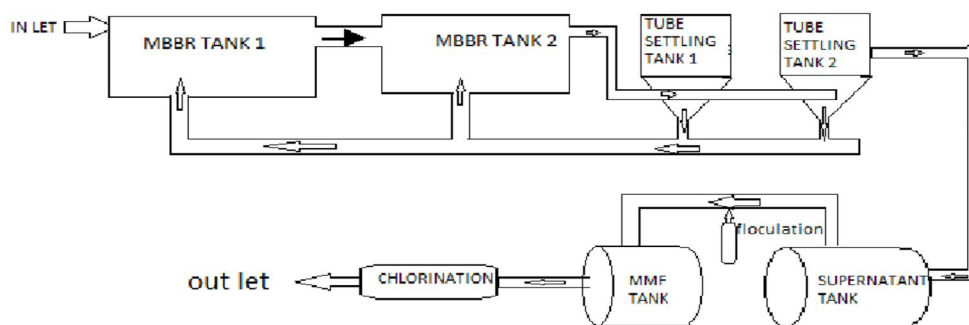 IN LET
MBBR TANK 1
MBBR TANK 2
TUBE
SETTLING
TANK 1
TUBE
SETTLING
TANK 2
floculation
out let
CHLORINATION
MMF
TANK
SUPERNATANT
TANK